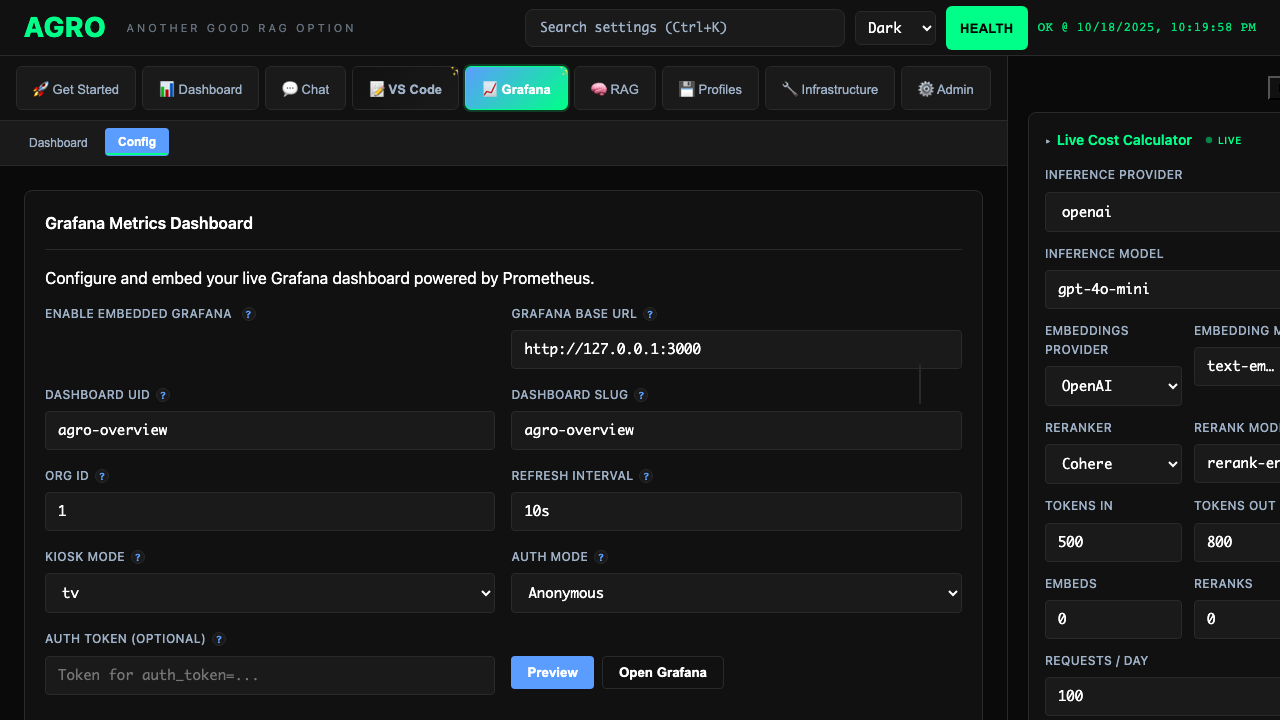 AGRO ANOTHER GOOD RAG OPTION
Search settings (Ctrl+K)
Dark
HEALTH
OK @ 10/18/2025, 10:19:58 PM
🚀 Get Started
📊 Dashboard
💬 Chat
📝 VS Code
📈 Grafana
🧠 RAG
💾 Profiles
🔧 Infrastructure
⚙️ Admin
Dashboard
Config
Grafana Metrics Dashboard
Configure and embed your live Grafana dashboard powered by Prometheus.
ENABLE EMBEDDED GRAFANA ?
GRAFANA BASE URL ?
http://127.0.0.1:3000
DASHBOARD UID ?
agro-overview
DASHBOARD SLUG ?
agro-overview
ORG ID ?
1
REFRESH INTERVAL ?
10s
KIOSK MODE ?
tv
AUTH MODE ?
Anonymous
AUTH TOKEN (OPTIONAL) ?
Token for auth_token=...
Preview
Open Grafana
Live Cost Calculator
LIVE
INFERENCE PROVIDER
openai
INFERENCE MODEL
gpt-4o-mini
EMBEDDINGS
PROVIDER
OpenAI
EMBEDDING
text-em…
RERANKER
Cohere
RERANK
rerank-
TOKENS IN
500
TOKENS OUT
800
EMBEDS
0
RERANKS
0
REQUESTS / DAY
100